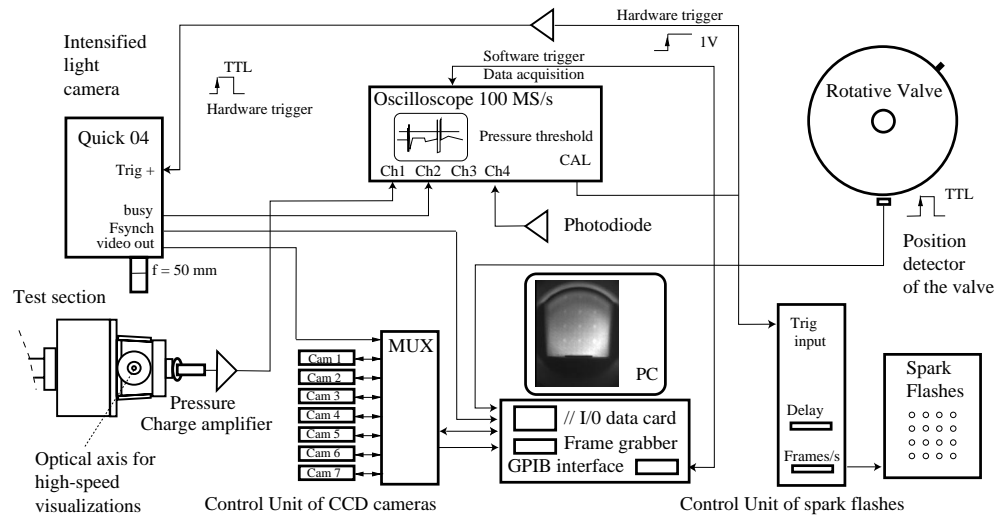 Hardware trigger
1V
Intensified
light
camera
TTL
Hardware trigger
Software trigger
Data acquisition
Oscilloscope 100 MS/s
Pressure threshold
CAL
Ch1 Ch2 Ch3 Ch4
Rotative Valve
TTL
Position
detector
of the valve
Quick 04
Trig +
busy
Fsynch
video out
f = 50 mm
Photodiode
Test section
Pressure
Charge amplifier
Optical axis for
high-speed
visualizations
MUX
Cam 1
Cam 2
Cam 3
Cam 4
Cam 5
Cam 6
Cam 7
Control Unit of CCD cameras
PC
// I/0 data card
Frame grabber
GPIB interface
Trig
input
Delay
Frames/s
Spark
Flashes
Control Unit of spark flashes